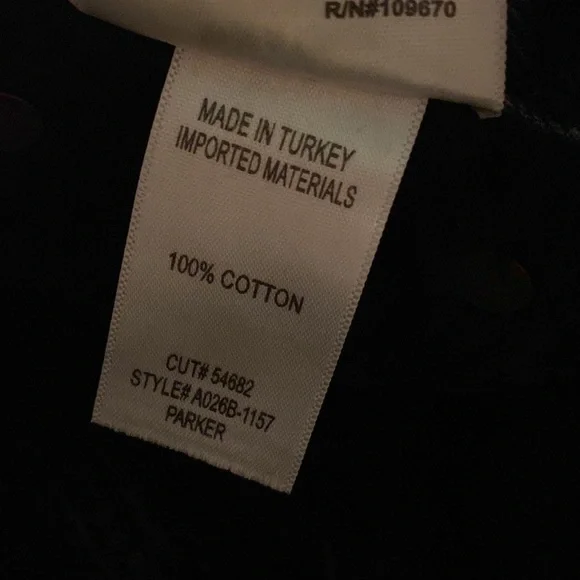 R/N#109670
MADE IN TURKEY
IMPORTED MATERIALS
100% COTTON
CUT# 54682
STYLE# A026B-1157
PARKER